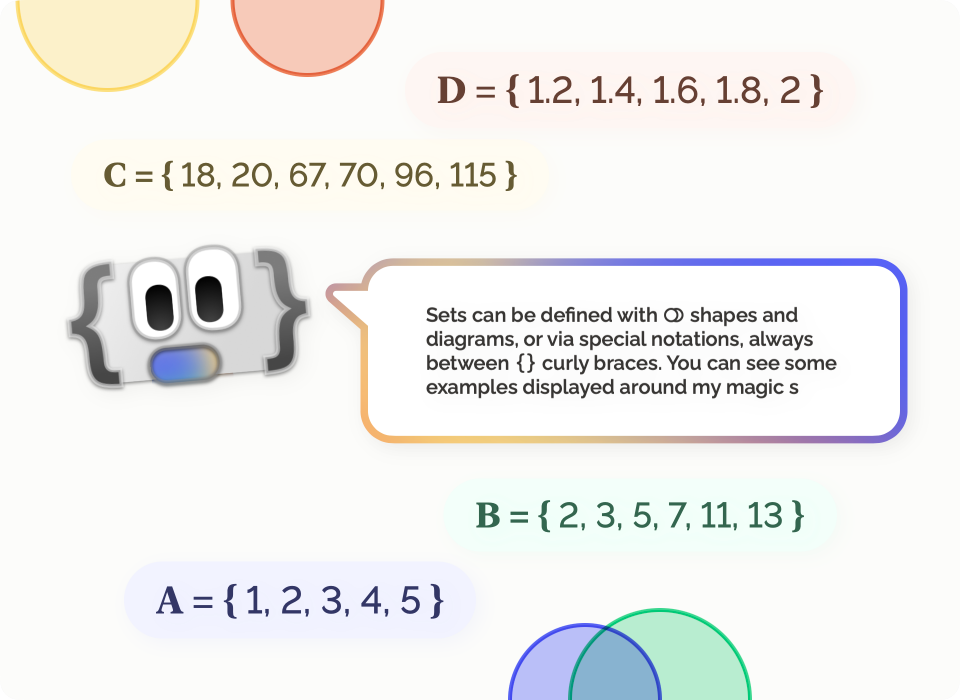 D = { 1.2, 1.4, 1.6, 1.8, 2 }
C = { 18, 20, 67, 70, 96, 115 }
Sets can be defined with ↀ shapes and
diagrams, or via special notations, always
between {} curly braces. You can see some
examples displayed around my magic s
B = { 2, 3, 5, 7, 11, 13 }
A = { 1, 2, 3, 4, 5 }